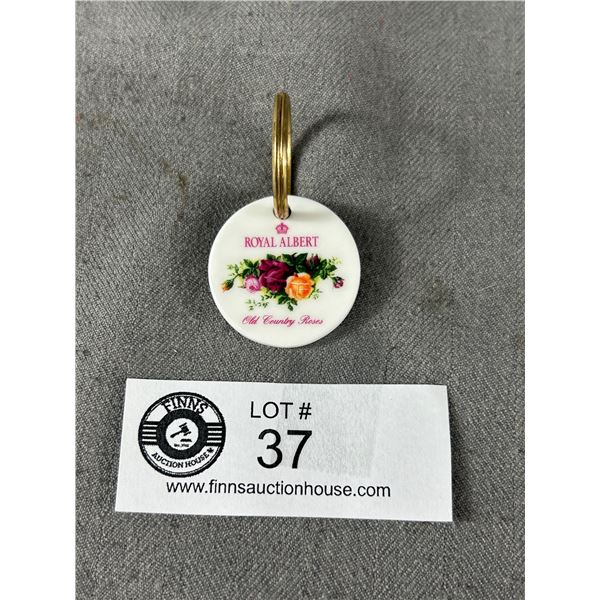 ROYAL ALBERT
Old Country Roses
FINNS
AUCTION HOUSE
LOT #
37
www.finnsauctionhouse.com